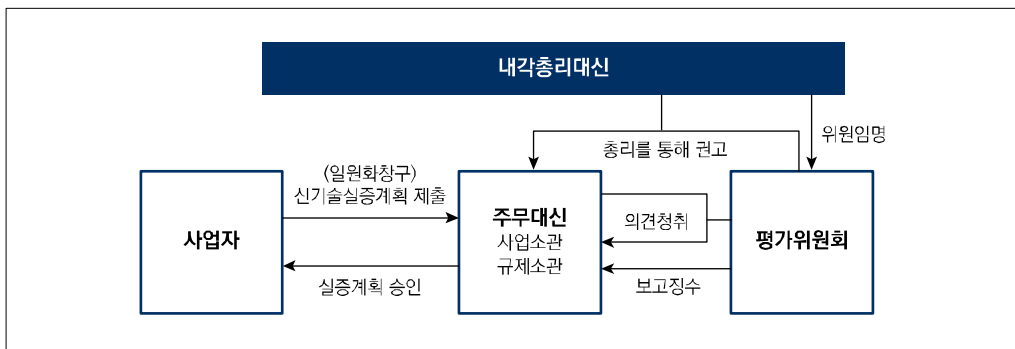 내각총리대신
위원임명
총리를 통해 권고
(일원화창구)
신기술실증계획 제출
사업자
주무대신
사업소관
규제소관
의견청취
평가위원회
실증계획 승인
보고징수